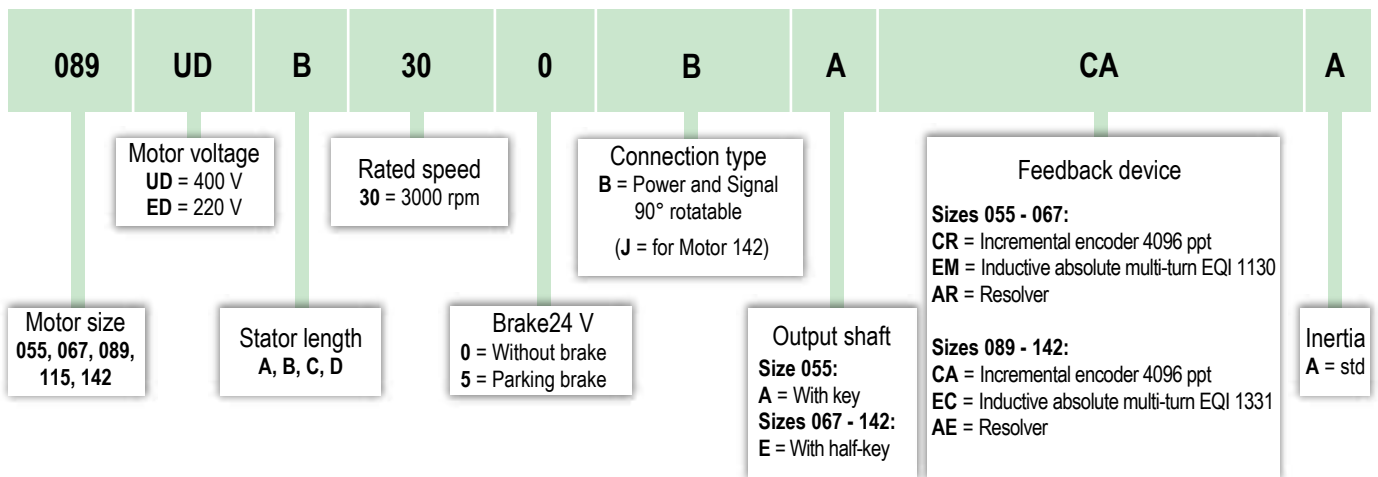 089 UD B 30 0 B A CA A
Motor voltage
UD = 400 V
ED = 220 V
Rated speed
30 = 3000 rpm
Connection type
B = Power and Signal
90° rotatable
(J = for Motor 142)
Feedback device
Sizes 055 - 067:
CR = Incremental encoder 4096 ppt
EM = Inductive absolute multi-turn EQI 1130
AR = Resolver
Sizes 089 - 142:
CA = Incremental encoder 4096 ppt
EC = Inductive absolute multi-turn EQI 1331
AE = Resolver
Motor size
055, 067, 089,
115, 142
Stator length
A, B, C, D
Brake24 V
0 = Without brake
5 = Parking brake
Output shaft
Size 055:
A = With key
Sizes 067 - 142:
E = With half-key
Inertia
A = std